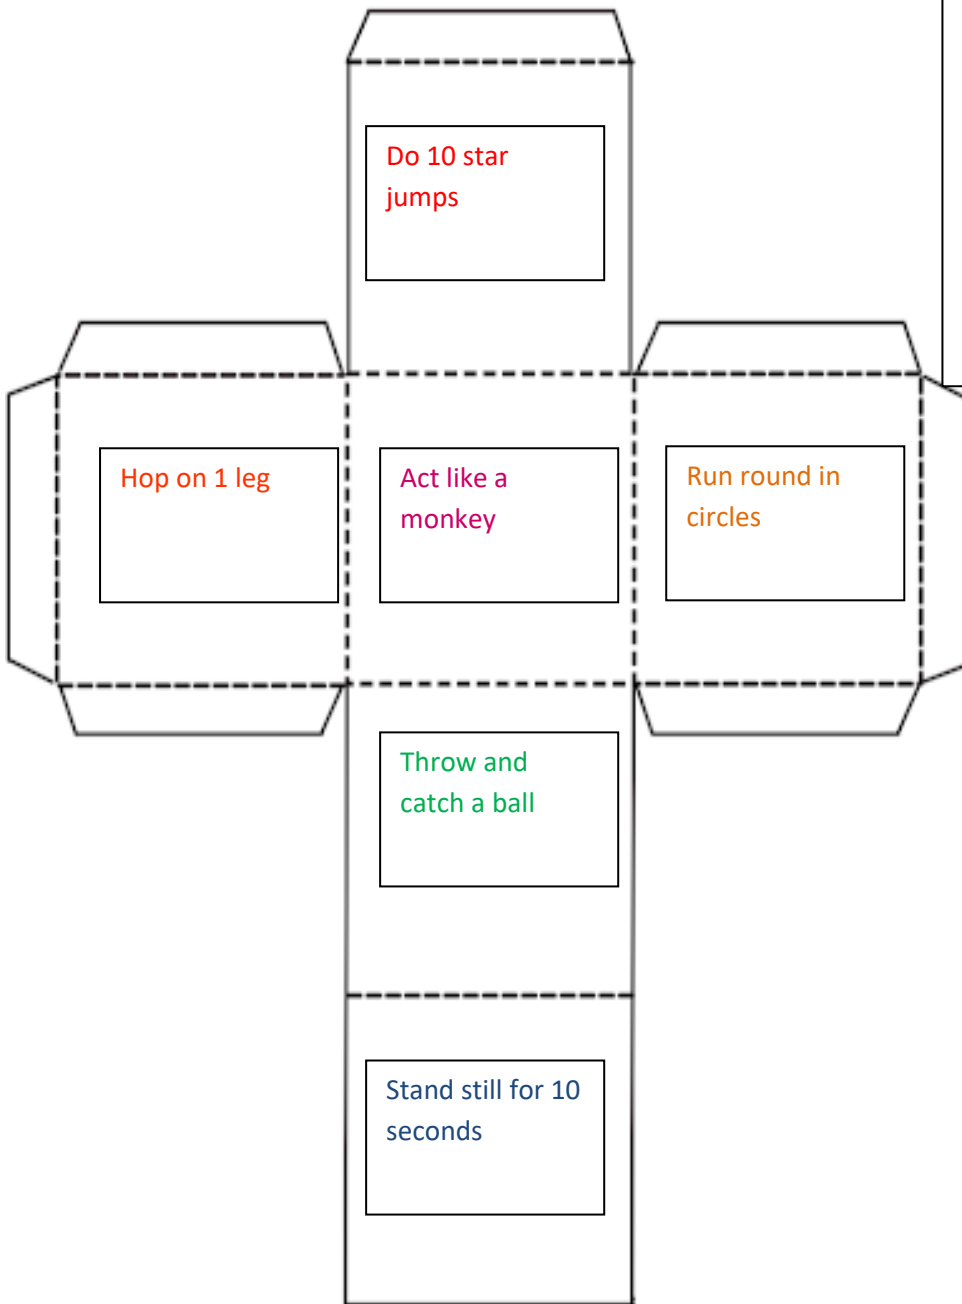 Do 10 star
jumps
Hop on 1 leg
Act like a
monkey
Run round in
circles
Throw and
catch a ball
Stand still for 10
seconds